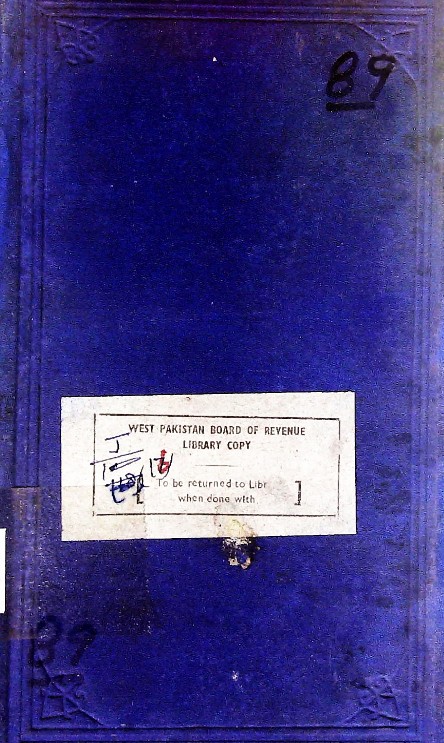 89
WEST PAKISTAN BOARD OF REVENUE
LIBRARY COPY
To be returned to Libr
when done with
]
89